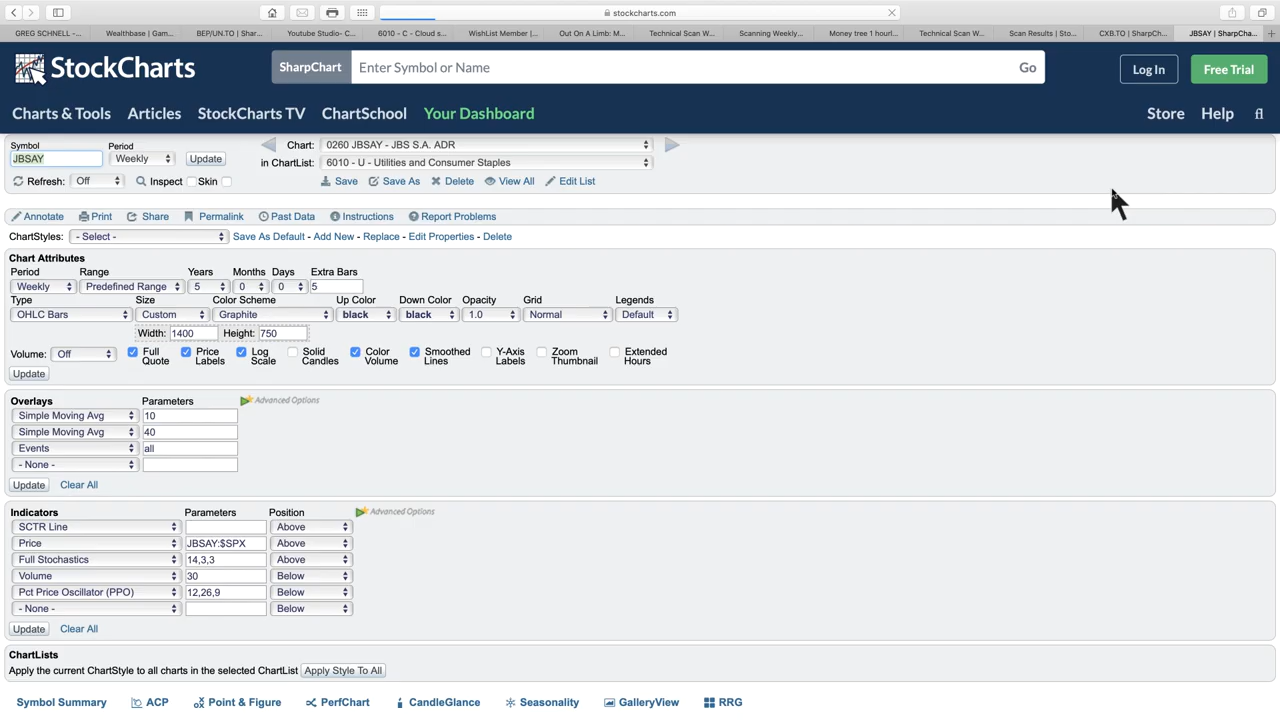 stockcharts.com
GREG SCHNELL -... Wealthbase | Gam... BEP/UN.TO | Shar... Youtube Studio- C... 6010 - C - Cloud s... WishList Member |... Out On A Limb: M... Technical Scan W... Scanning Weekly... Money tree 1 hourl... Technical Scan W... Scan Results | Sto... CXB.TO | SharpCh... JBSAY | SharpCha...
StockCharts SharpChart Enter Symbol or Name Go Log In Free Trial
Charts & Tools Articles StockCharts TV ChartSchool Your Dashboard Store Help
Symbol Period Chart: 0260 JBSAY - JBS S.A. ADR
JBSAY Weekly Update in ChartList: 6010 - U - Utilities and Consumer Staples
Refresh: Off Inspect Skin Save Save As Delete View All Edit List
Annotate Print Share Permalink Past Data Instructions Report Problems
ChartStyles: - Select - Save As Default - Add New - Replace - Edit Properties - Delete
Chart Attributes
Period Range Years Months Days Extra Bars
Weekly Predefined Range 5 0 0 5
Type Size Color Scheme Up Color Down Color Opacity Grid Legends
OHLC Bars Custom Graphite black black 1.0 Normal Default
Width: 1400 Height: 750
Volume: Off Full Quote Price Labels Log Scale Solid Candles Color Volume Smoothed Lines Y-Axis Labels Zoom Thumbnail Extended Hours
Update
Overlays Parameters Advanced Options
Simple Moving Avg 10
Simple Moving Avg 40
Events all
- None -
Update Clear All
Indicators Parameters Position Advanced Options
SCTR Line Above
Price JBSAY:$SPX Above
Full Stochastics 14,3,3 Above
Volume 30 Below
Pct Price Oscillator (PPO) 12,26,9 Below
- None - Below
Update Clear All
ChartLists
Apply the current ChartStyle to all charts in the selected ChartList Apply Style To All
Symbol Summary ACP Point & Figure PerfChart CandleGlance Seasonality GalleryView RRG